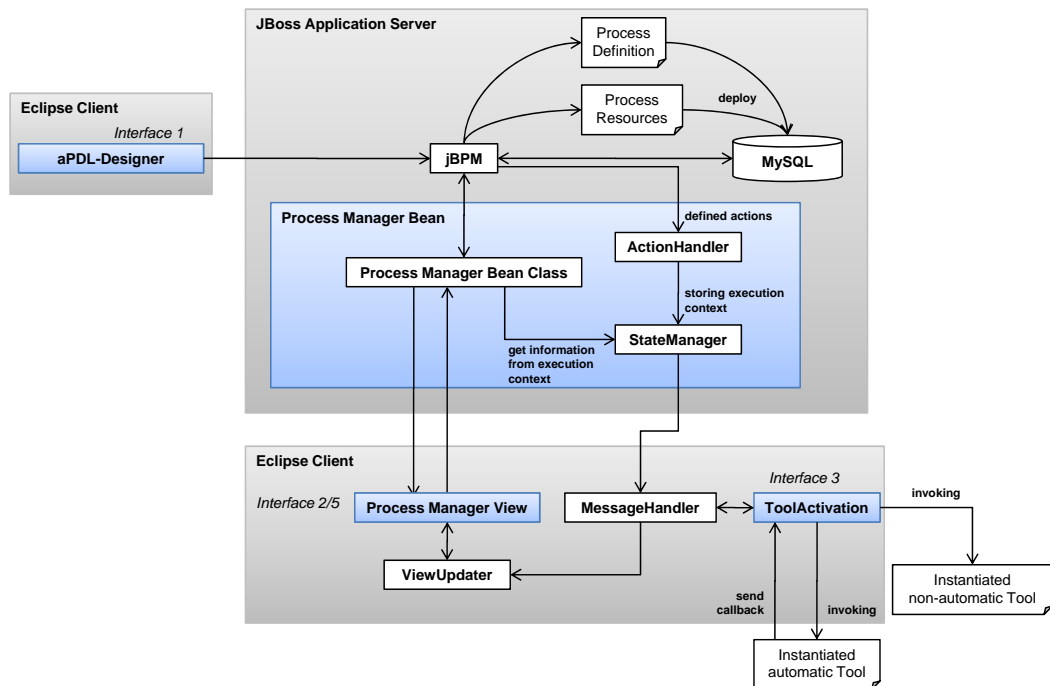 JBoss Application Server
Process
Definition
Eclipse Client
Interface 1
aPDL-Designer
Process
Resources
deploy
jBPM
MySQL
Process Manager Bean
defined actions
ActionHandler
Process Manager Bean Class
storing execution
context
StateManager
get information
from execution
context
Eclipse Client
Interface 2/5
Process Manager View
MessageHandler
Interface 3
ToolActivation
invoking
ViewUpdater
send
callback
invoking
Instantiated
non-automatic Tool
Instantiated
automatic Tool